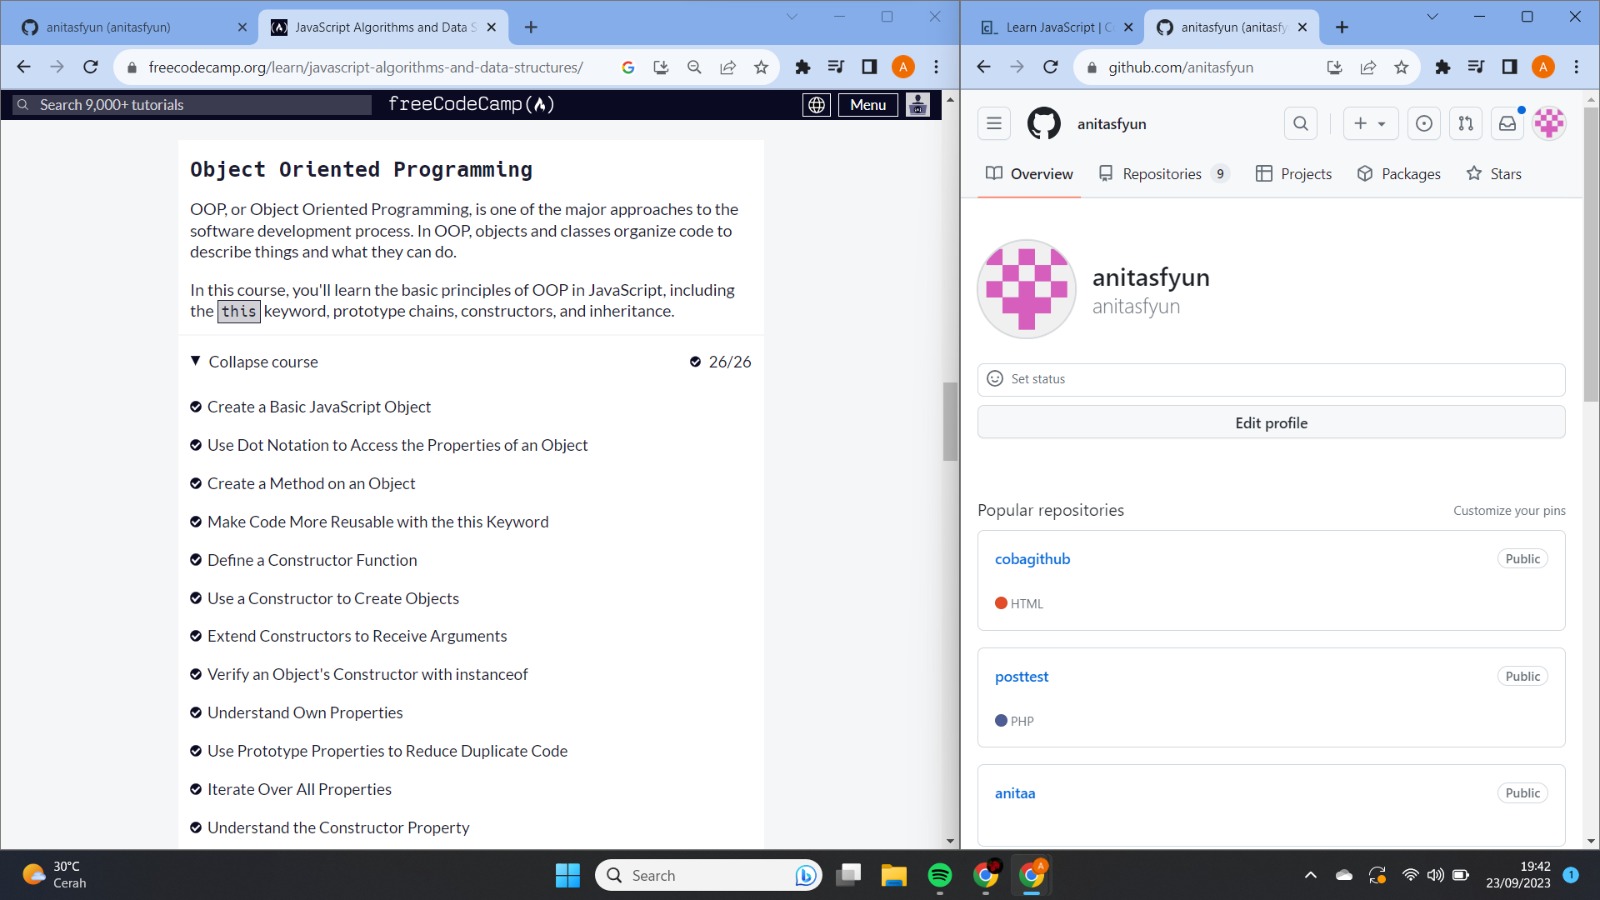 anitasfyun (anitasfyun)
JavaScript Algorithms and Data S
freecodecamp.org/learn/javascript-algorithms-and-data-structures/
A
Search 9,000+ tutorials
freeCodeCamp
Menu
Object Oriented Programming
OOP, or Object Oriented Programming, is one of the major approaches to the
software development process. In OOP, objects and classes organize code to
describe things and what they can do.
In this course, you'll learn the basic principles of OOP in JavaScript, including
the this keyword, prototype chains, constructors, and inheritance.
Collapse course 26/26
Create a Basic JavaScript Object
Use Dot Notation to Access the Properties of an Object
Create a Method on an Object
Make Code More Reusable with the this Keyword
Define a Constructor Function
Use a Constructor to Create Objects
Extend Constructors to Receive Arguments
Verify an Object's Constructor with instanceof
Understand Own Properties
Use Prototype Properties to Reduce Duplicate Code
Iterate Over All Properties
Understand the Constructor Property
Learn JavaScript | C
anitasfyun (anitasfy
github.com/anitasfyun
A
anitasfyun
Overview Repositories 9 Projects Packages Stars
anitasfyun
anitasfyun
Set status
Edit profile
Popular repositories Customize your pins
cobagithub Public
HTML
posttest Public
PHP
anitaa Public
30°C
Cerah
Search
A
19:42
23/09/2023
1